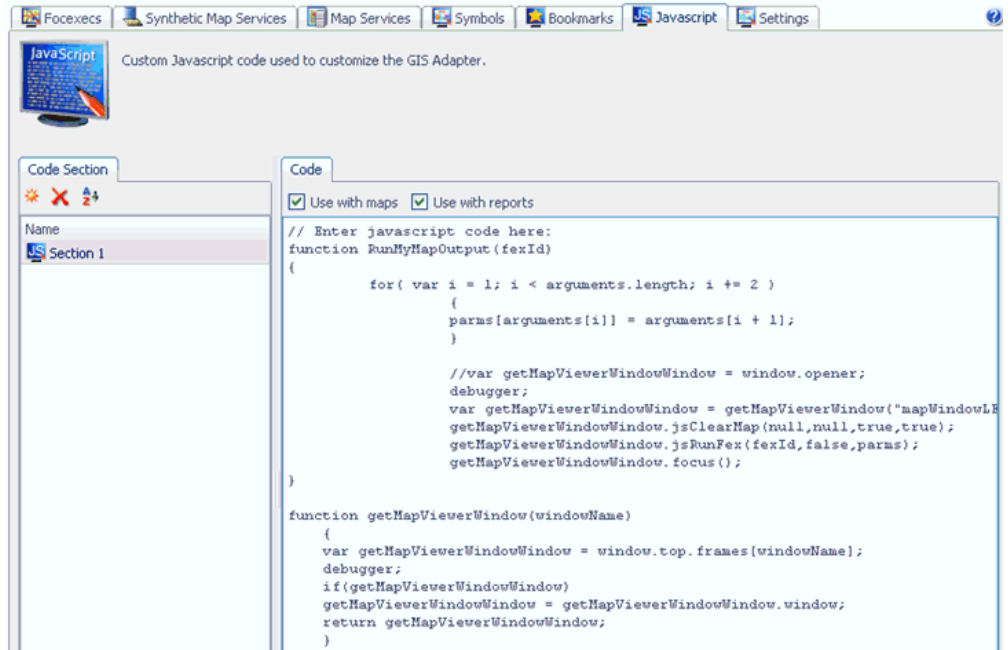 Focexecs Synthetic Map Services Map Services Symbols Bookmarks JS Javascript Settings ?
JavaScript
Custom Javascript code used to customize the GIS Adapter.
Code Section
Code
A Z
Use with maps Use with reports
Name
JS Section 1
// Enter javascript code here:
function RunMyMapOutput(fexId)
{
for( var i = 1; i < arguments.length; i += 2 )
{
parms[arguments[i]] = arguments[i + 1];
}
//var getMapViewerWindowWindow = window.opener;
debugger;
var getMapViewerWindowWindow = getMapViewerWindow("mapWindowLE
getMapViewerWindowWindow.jsClearMap(null,null,true,true);
getMapViewerWindowWindow.jsRunFex(fexId,false,parms);
getMapViewerWindowWindow.focus();
}
function getMapViewerWindow(windowName)
{
var getMapViewerWindowWindow = window.top.frames[windowName];
debugger;
if(getMapViewerWindowWindow)
getMapViewerWindowWindow = getMapViewerWindowWindow.window;
return getMapViewerWindowWindow;
}